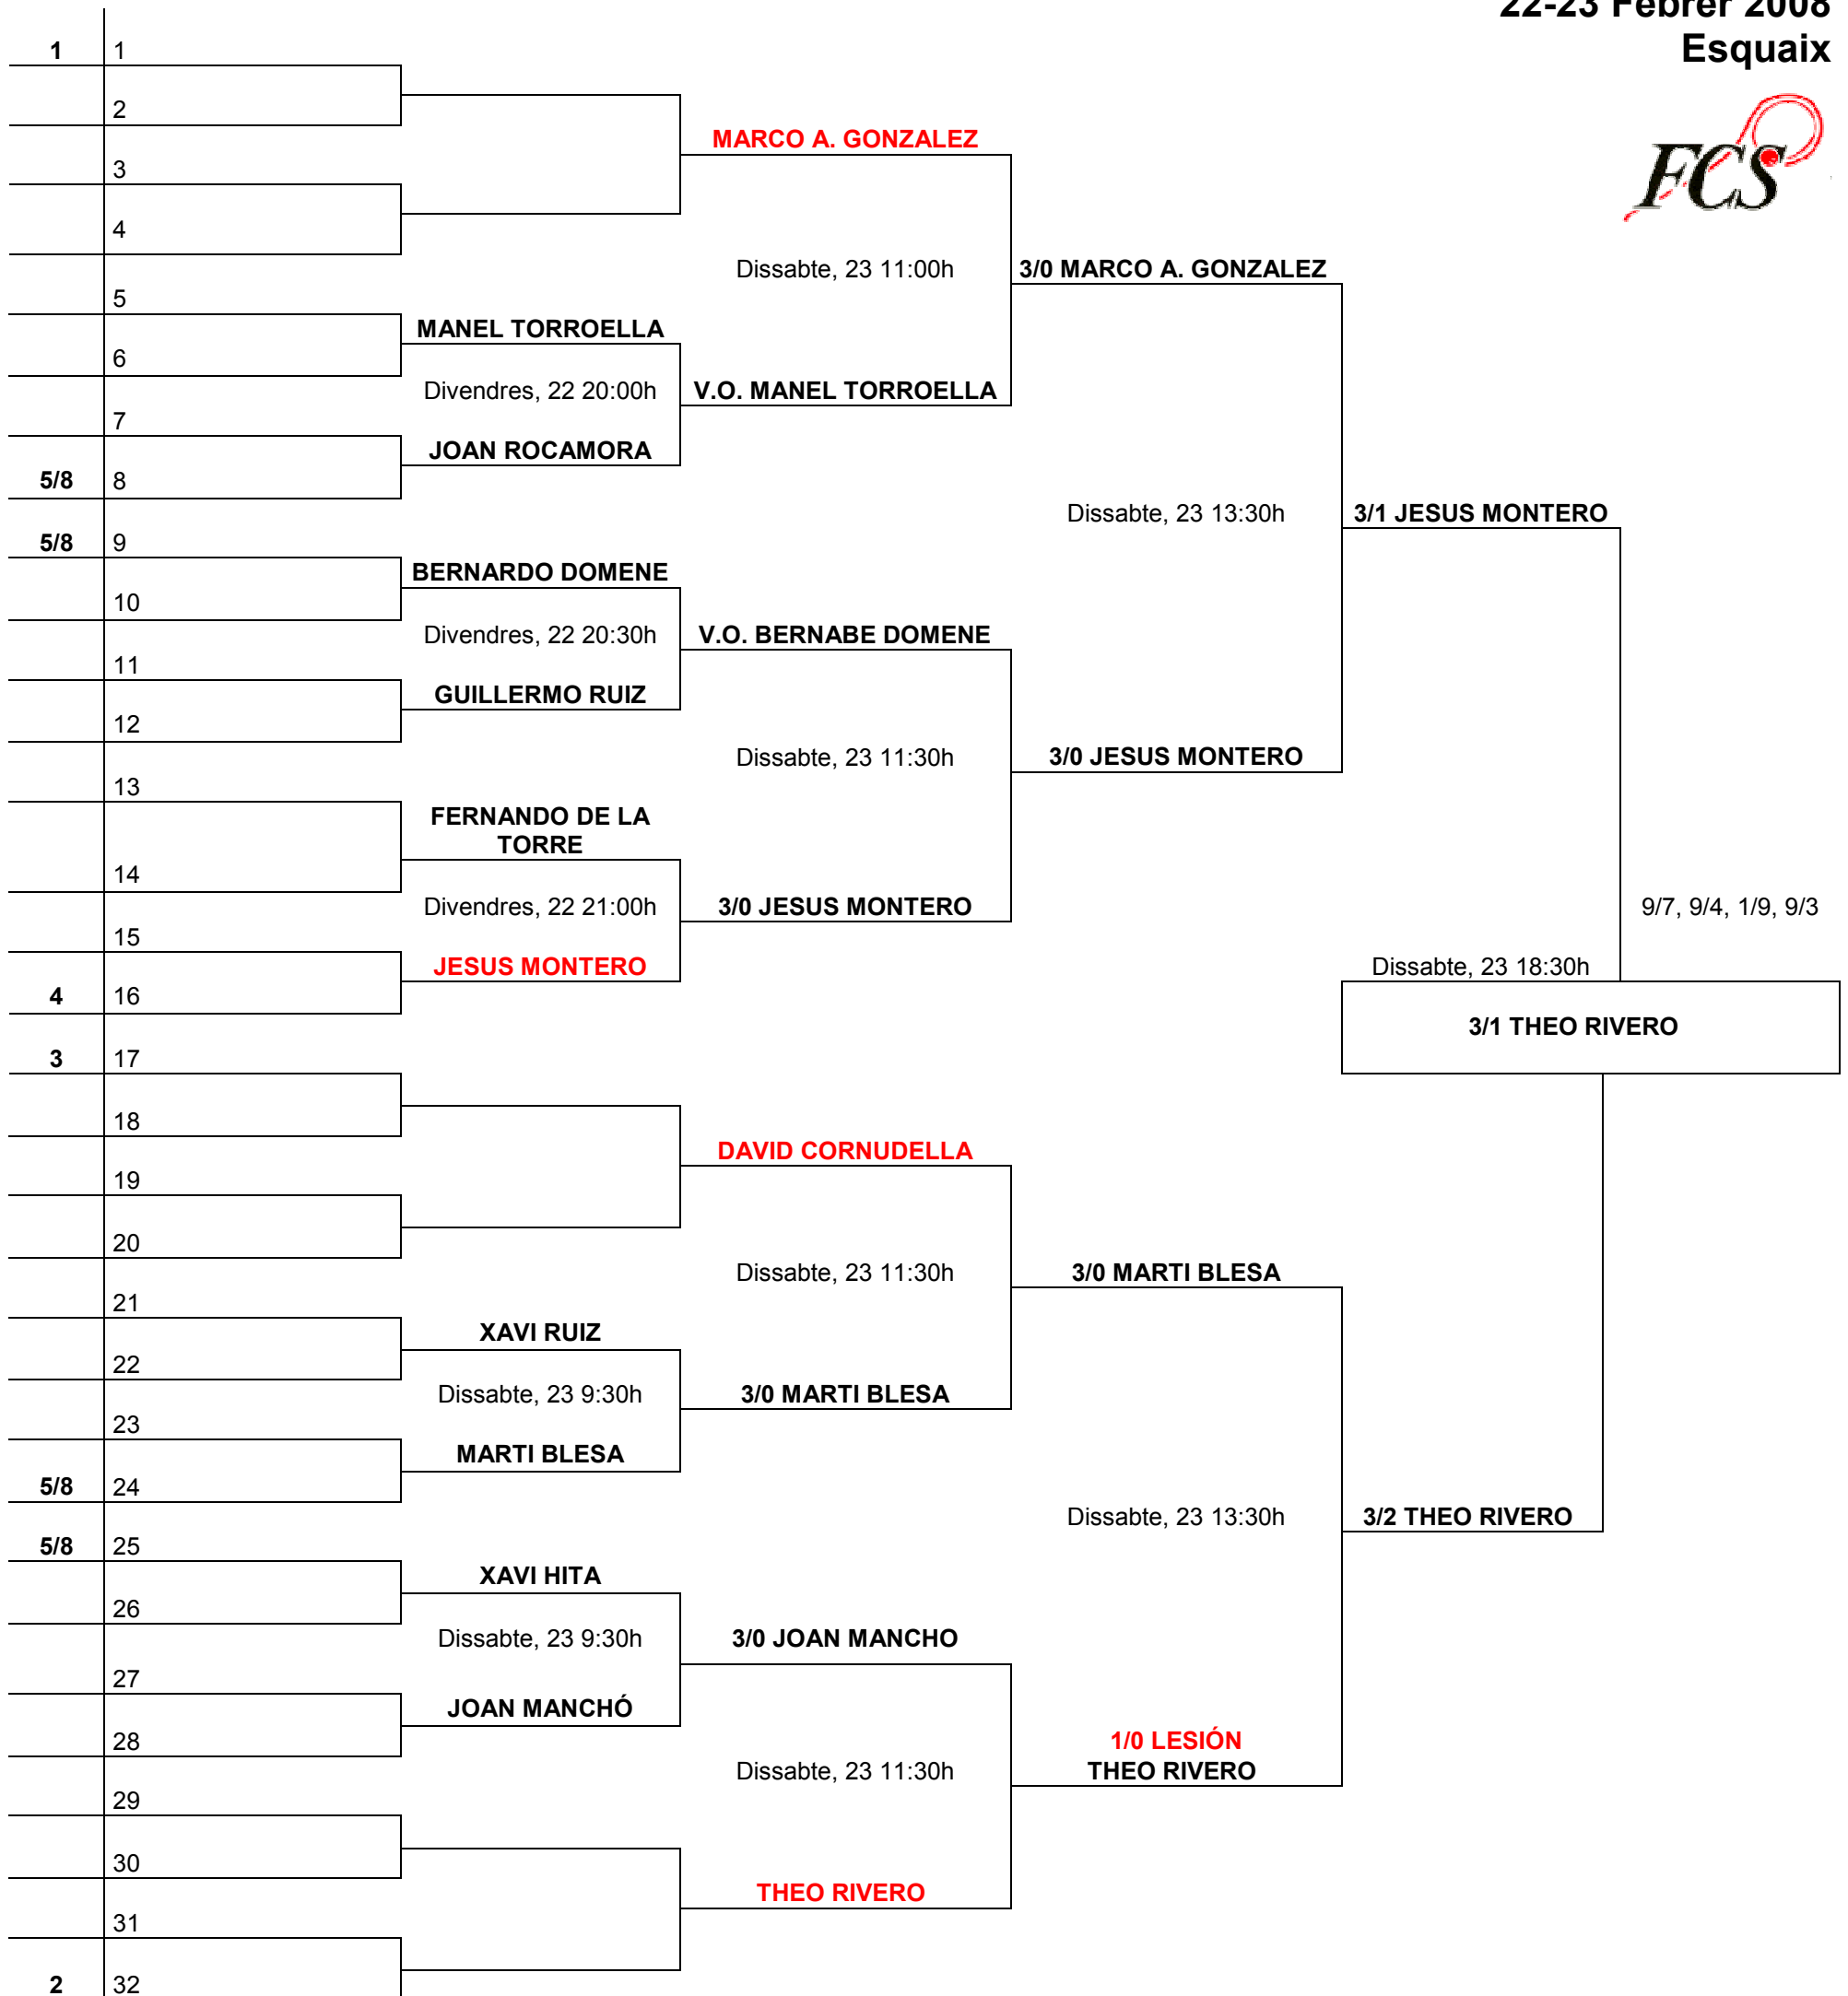 22-23 Febrer 2008
Esquaix
FCS
1 1
2
MARCO A. GONZALEZ
3
4
Dissabte, 23 11:00h 3/0 MARCO A. GONZALEZ
5
MANEL TORROELLA
6
Divendres, 22 20:00h V.O. MANEL TORROELLA
7
JOAN ROCAMORA
5/8 8
Dissabte, 23 13:30h 3/1 JESUS MONTERO
5/8 9
BERNARDO DOMENE
10
Divendres, 22 20:30h V.O. BERNABE DOMENE
11
GUILLERMO RUIZ
12
Dissabte, 23 11:30h 3/0 JESUS MONTERO
13
FERNANDO DE LA
TORRE
14
Divendres, 22 21:00h 3/0 JESUS MONTERO 9/7, 9/4, 1/9, 9/3
15
JESUS MONTERO Dissabte, 23 18:30h
4 16
3/1 THEO RIVERO
3 17
18
DAVID CORNUDELLA
19
20
Dissabte, 23 11:30h 3/0 MARTI BLESA
21
XAVI RUIZ
22
Dissabte, 23 9:30h 3/0 MARTI BLESA
23
MARTI BLESA
5/8 24
Dissabte, 23 13:30h 3/2 THEO RIVERO
5/8 25
XAVI HITA
26
Dissabte, 23 9:30h 3/0 JOAN MANCHO
27
JOAN MANCHÓ
28 1/0 LESIÓN
Dissabte, 23 11:30h THEO RIVERO
29
30
THEO RIVERO
31
2 32